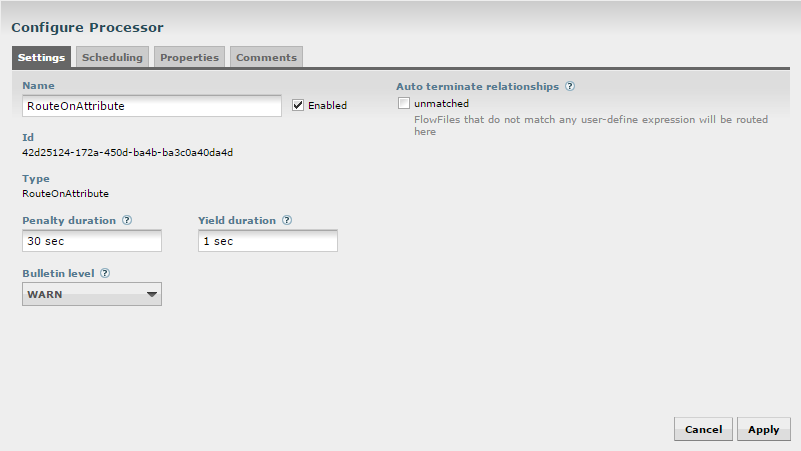 Configure Processor
Settings Scheduling Properties Comments
Name
RouteOnAttribute
Enabled
Id
42d25124-172a-450d-ba4b-ba3c0a40da4d
Type
RouteOnAttribute
Penalty duration ? Yield duration ?
30 sec 1 sec
Bulletin level ?
WARN
Auto terminate relationships ?
unmatched
FlowFiles that do not match any user-define expression will be routed
here
Cancel Apply